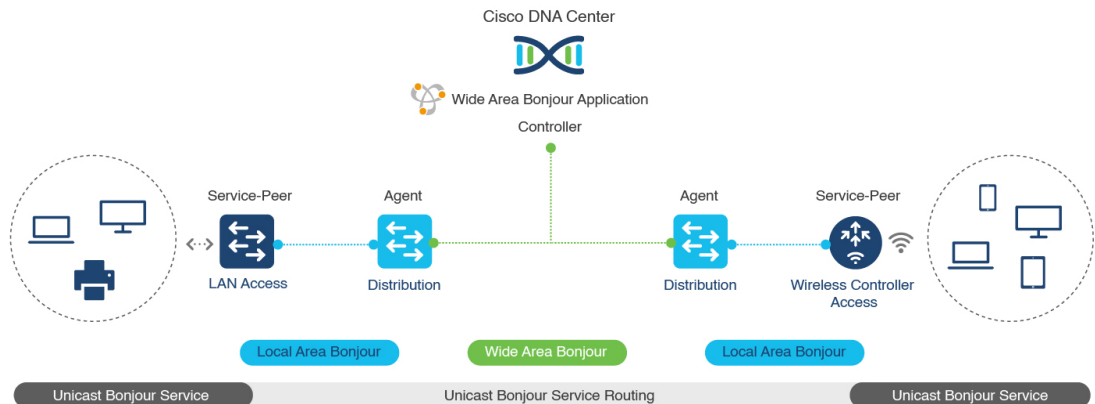 Cisco DNA Center
Wide Area Bonjour Application
Controller
Service-Peer
Agent
Agent
Service-Peer
LAN Access
Distribution
Distribution
Wireless Controller
Access
Local Area Bonjour
Wide Area Bonjour
Local Area Bonjour
Unicast Bonjour Service
Unicast Bonjour Service Routing
Unicast Bonjour Service